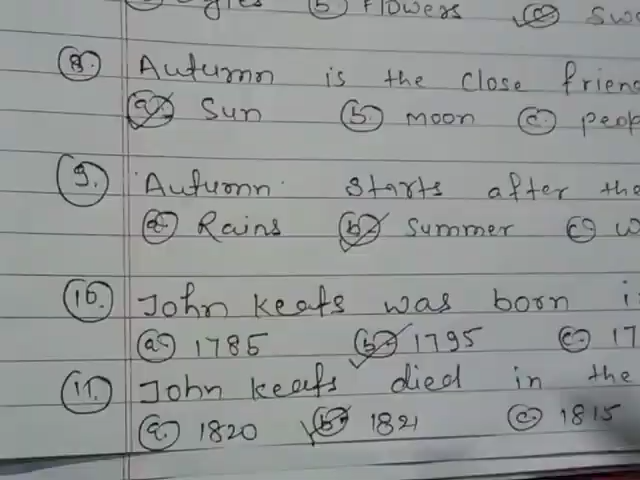 b. Flowers c.
8. Autumn is the close friend
a. Sun b. moon c. peop
9. 'Autumn' starts after the
a. Rains b. Summer c. w
10. John Keats was born i
a. 1785 b. 1795 c. 17
11. John Keats died in the
a. 1820 b. 1821 c. 1815